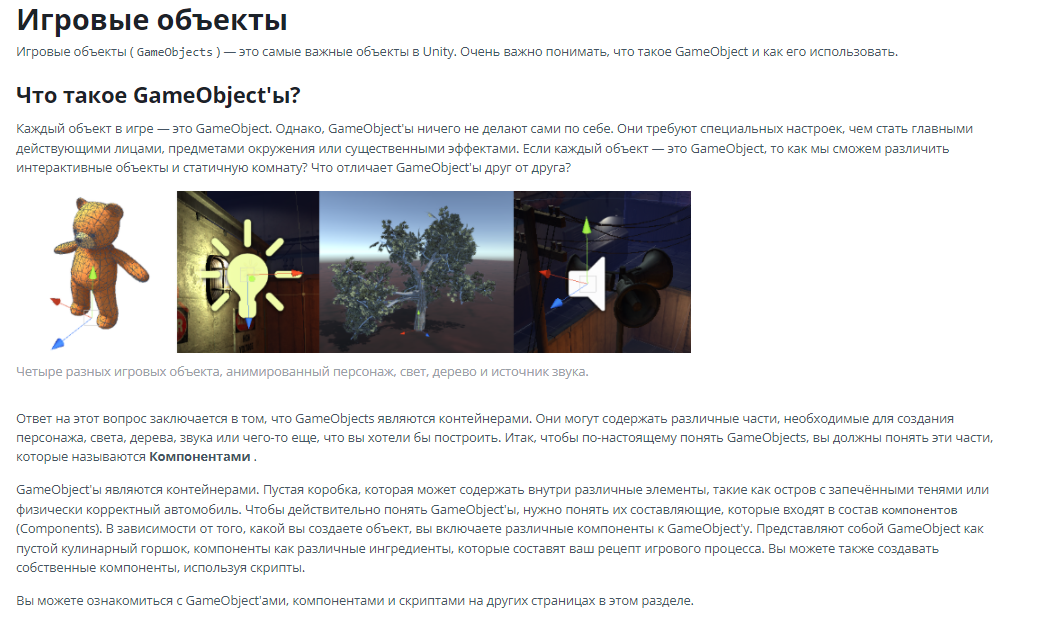 Игровые объекты
Игровые объекты ( GameObjects ) — это самые важные объекты в Unity. Очень важно понимать, что такое GameObject и как его использовать.
Что такое GameObject'ы?
Каждый объект в игре — это GameObject. Однако, GameObject'ы ничего не делают сами по себе. Они требуют специальных настроек, чем стать главными
действующими лицами, предметами окружения или существенными эффектами. Если каждый объект — это GameObject, то как мы сможем различить
интерактивные объекты и статичную комнату? Что отличает GameObject'ы друг от друга?
Четыре разных игровых объекта, анимированный персонаж, свет, дерево и источник звука.
Ответ на этот вопрос заключается в том, что GameObjects являются контейнерами. Они могут содержать различные части, необходимые для создания
персонажа, света, дерева, звука или чего-то еще, что вы хотели бы построить. Итак, чтобы по-настоящему понять GameObjects, вы должны понять эти части,
которые называются Компонентами .
GameObject'ы являются контейнерами. Пустая коробка, которая может содержать внутри различные элементы, такие как остров с запечёнными тенями или
физически корректный автомобиль. Чтобы действительно понять GameObject'ы, нужно понять их составляющие, которые входят в состав компонентов
(Components). В зависимости от того, какой вы создаете объект, вы включаете различные компоненты к GameObject'у. Представляют собой GameObject как
пустой кулинарный горшок, компоненты как различные ингредиенты, которые составят ваш рецепт игрового процесса. Вы можете также создавать
собственные компоненты, используя скрипты.
Вы можете ознакомиться с GameObject'ами, компонентами и скриптами на других страницах в этом разделе.